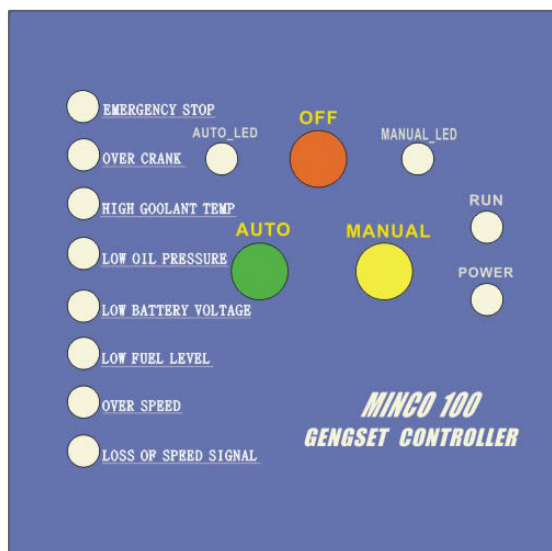 EMERGENCY STOP
OVER CRANK
HIGH GOOLANT TEMP
LOW OIL PRESSURE
LOW BATTERY VOLTAGE
LOW FUEL LEVEL
OVER SPEED
LOSS OF SPEED SIGNAL
OFF
AUTO_LED
MANUAL_LED
AUTO
MANUAL
RUN
POWER
MINCO 100
GENGSET CONTROLLER